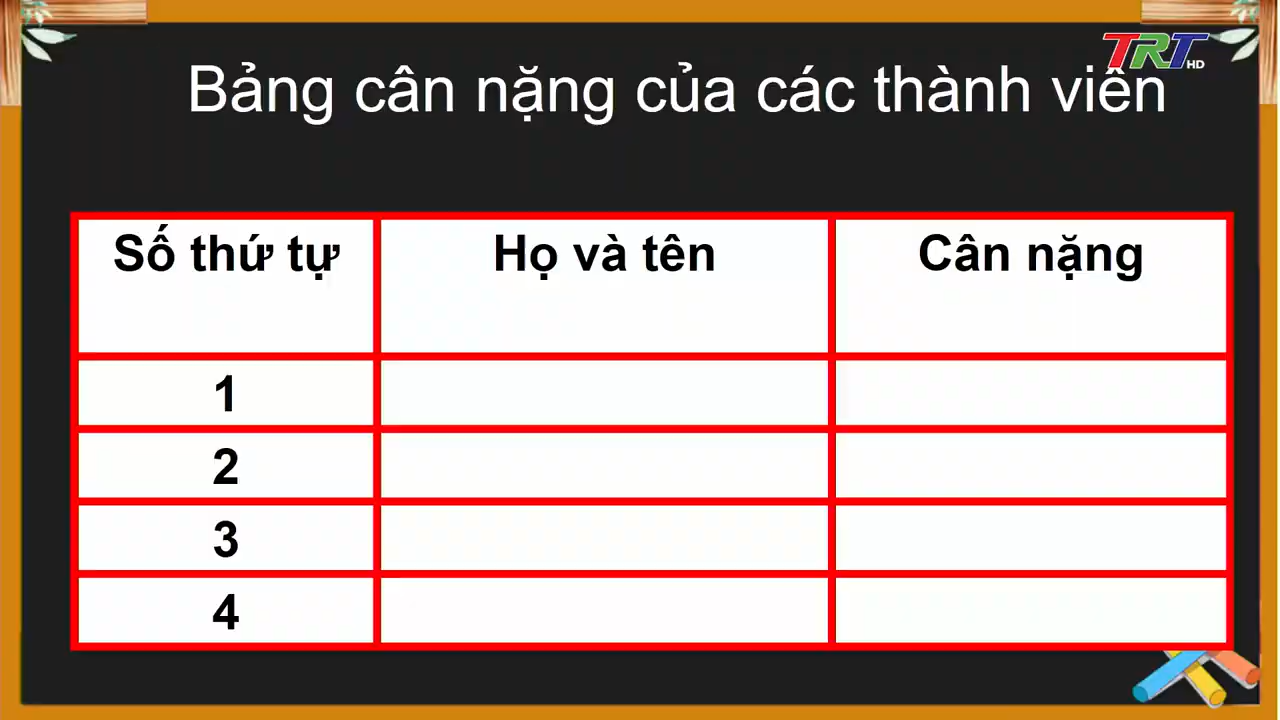 TRT HD
Bảng cân nặng của các thành viên
Số thứ tự Họ và tên Cân nặng
1
2
3
4